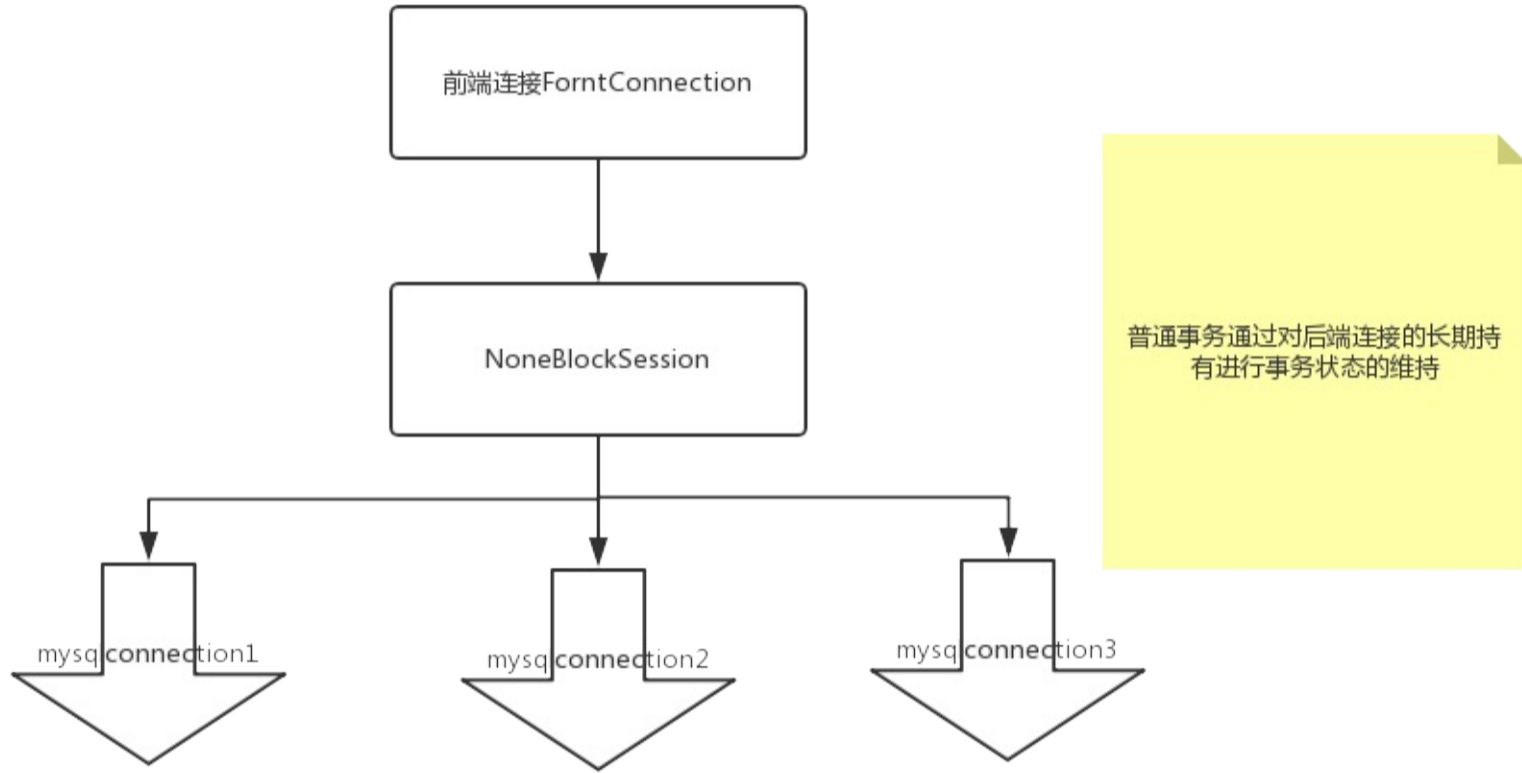 前端连接ForntConnection
NoneBlockSession
普通事务通过对后端连接的长期持
有进行事务状态的维持
mysqlconnection1
mysqlconnection2
mysqlconnection3